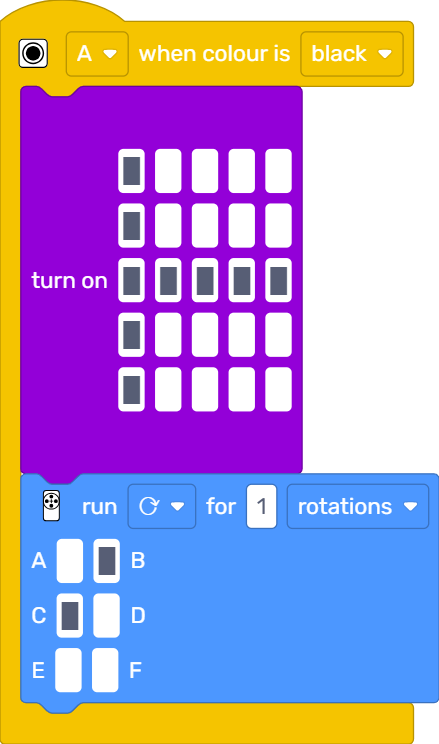 A when colour is black
turn on
run for 1 rotations
A B
C D
E F